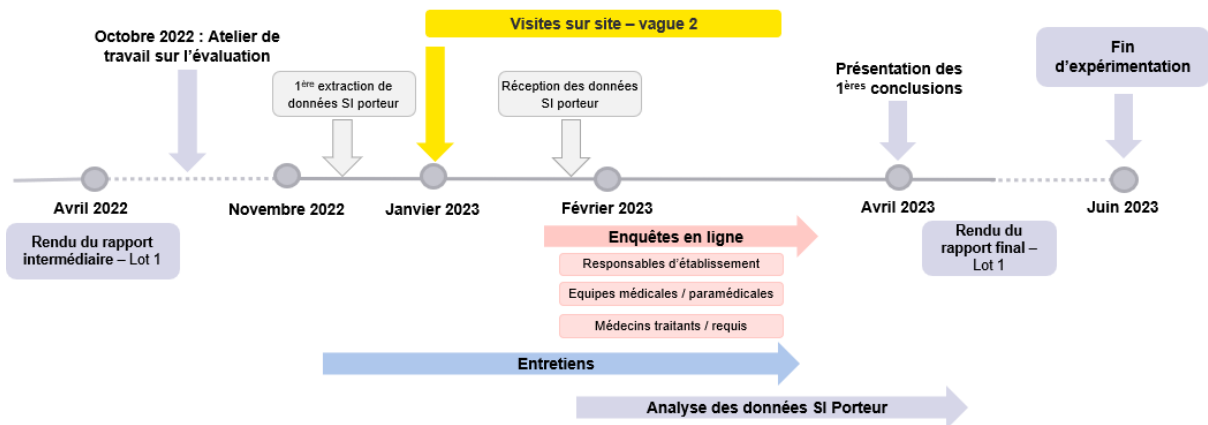 Visites sur site – vague 2
Octobre 2022 : Atelier de
travail sur l’évaluation
Fin
d’expérimentation
1ère extraction de
données SI porteur
Réception des données
SI porteur
Présentation des
1ères conclusions
Avril 2022
Novembre 2022
Janvier 2023
Février 2023
Avril 2023
Juin 2023
Rendu du rapport
intermédiaire – Lot 1
Enquêtes en ligne
Rendu du
rapport final –
Lot 1
Responsables d’établissement
Equipes médicales / paramédicales
Médecins traitants / requis
Entretiens
Analyse des données SI Porteur